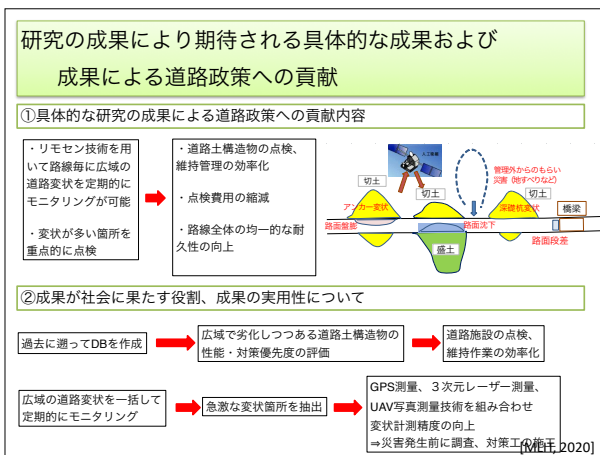 研究の成果により期待される具体的な成果および
成果による道路政策への貢献
①具体的な研究の成果による道路政策への貢献内容
・リモセン技術を用
いて路線毎に広域の
道路変状を定期的に
モニタリングが可能
・変状が多い箇所を
重点的に点検
・道路土構造物の点検、
維持管理の効率化
・点検費用の縮減
・路線全体の均一的な耐
久性の向上
人工衛星
管理外からのもらい
災害（地すべりなど）
切土
切土
切土
アンカー変状
深礎杭変状
橋梁
路面盤膨
路面沈下
路面段差
盛土
②成果が社会に果たす役割、成果の実用性について
過去に遡ってDBを作成
広域で劣化しつつある道路土構造物の
性能・対策優先度の評価
道路施設の点検、
維持作業の効率化
広域の道路変状を一括して
定期的にモニタリング
急激な変状箇所を抽出
GPS測量、３次元レーザー測量、
UAV写真測量技術を組み合わせ
変状計測精度の向上
⇒災害発生前に調査、対策工の施工
[MLIT, 2020]